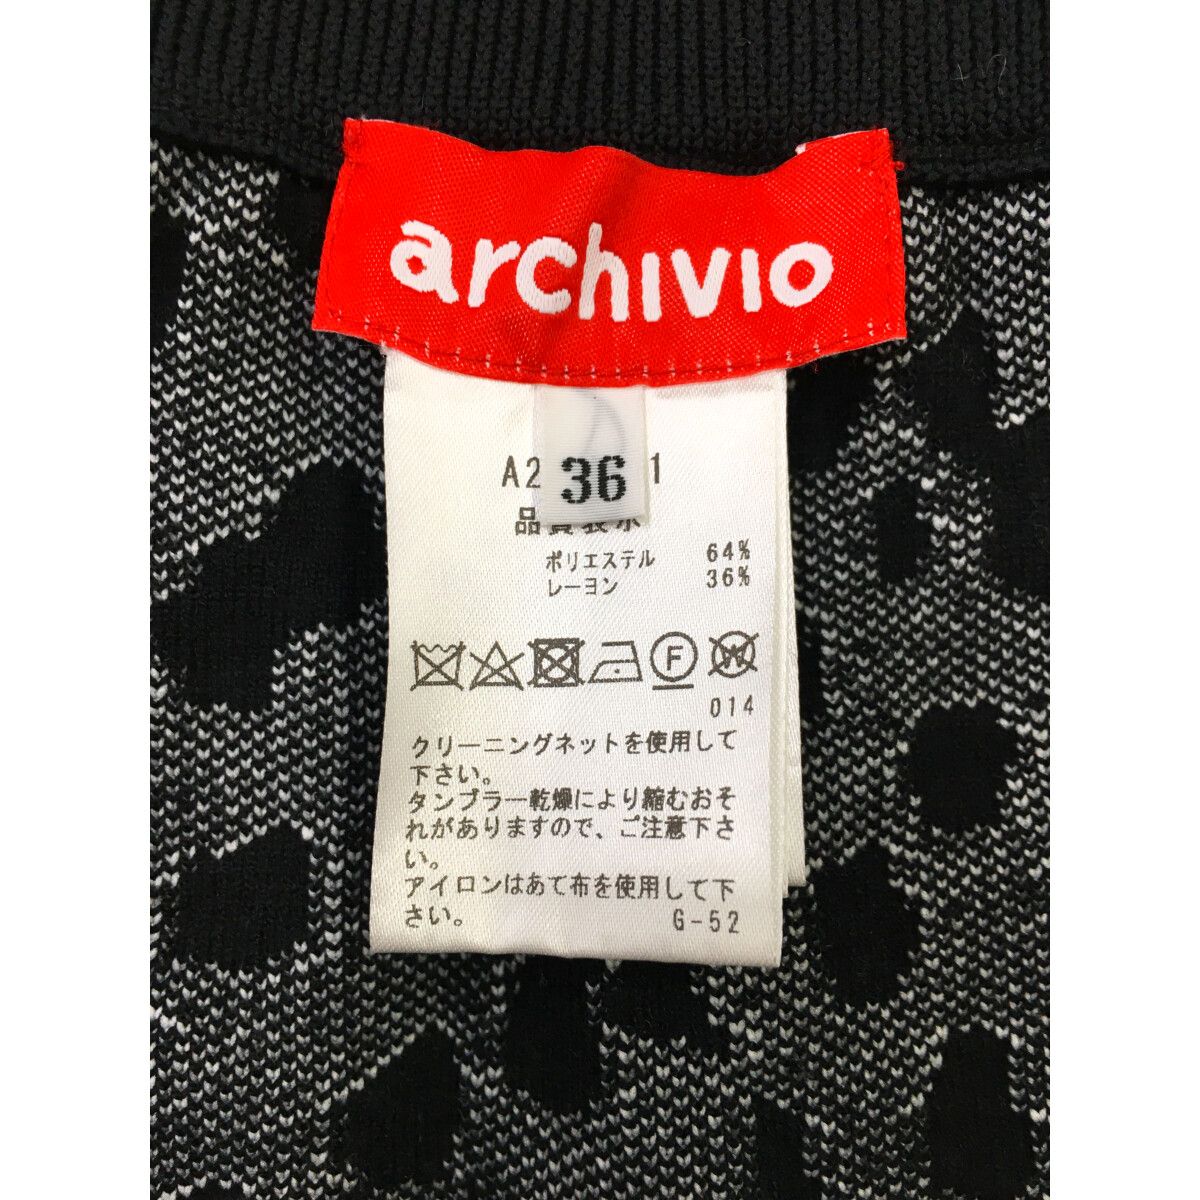 archivio
A2 1
36
品質表示
ポリエステル 64%
レーヨン 36%
F W
014
クリーニングネットを使用して
下さい。
タンブラー乾燥により縮むおそ
れがありますので、ご注意下さ
い。
アイロンはあて布を使用して下
さい。 G-52